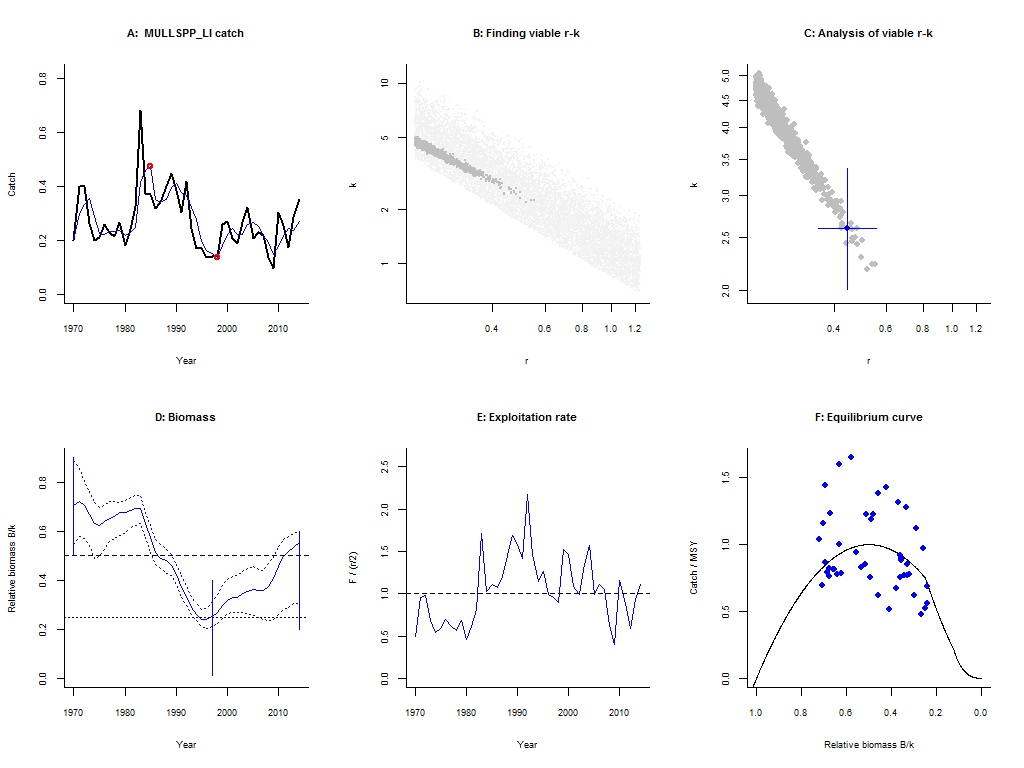 A:  MULLSPP_LI catch
Catch
0.8
0.6
0.4
0.2
0.0
1970 1980 1990 2000 2010
Year
B: Finding viable r-k
k
10
5
2
1
0.4 0.6 0.8 1.0 1.2
r
C: Analysis of viable r-k
k
5.0
4.5
4.0
3.5
3.0
2.5
2.0
0.4 0.6 0.8 1.0 1.2
r
D: Biomass
Relative biomass B/k
0.8
0.6
0.4
0.2
0.0
1970 1980 1990 2000 2010
Year
E: Exploitation rate
F / (r/2)
2.5
2.0
1.5
1.0
0.5
0.0
1970 1980 1990 2000 2010
Year
F: Equilibrium curve
Catch / MSY
1.5
1.0
0.5
0.0
1.0 0.8 0.6 0.4 0.2 0.0
Relative biomass B/k